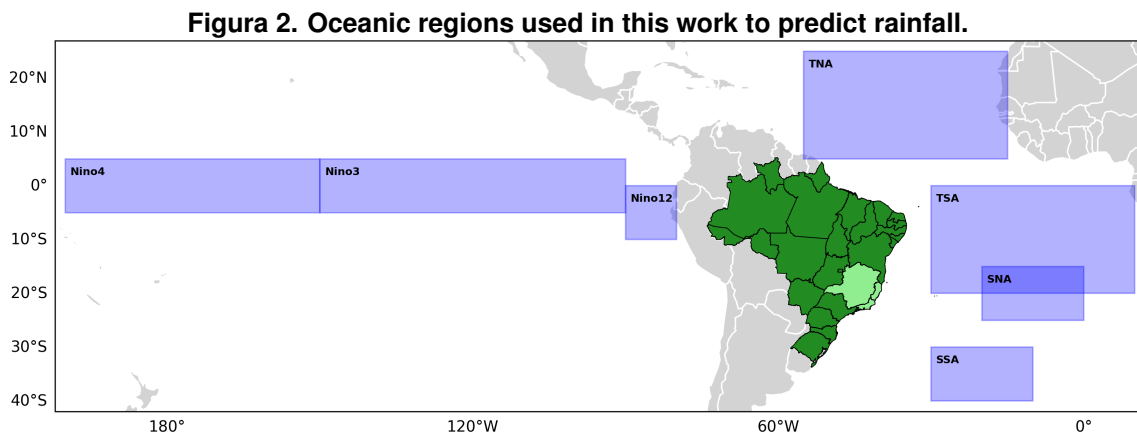 Figura 2. Oceanic regions used in this work to predict rainfall.
20°N
10°N
0°
10°S
20°S
30°S
40°S
TNA
Nino4
Nino3
Nino12
TSA
SNA
SSA
180°
120°W
60°W
0°